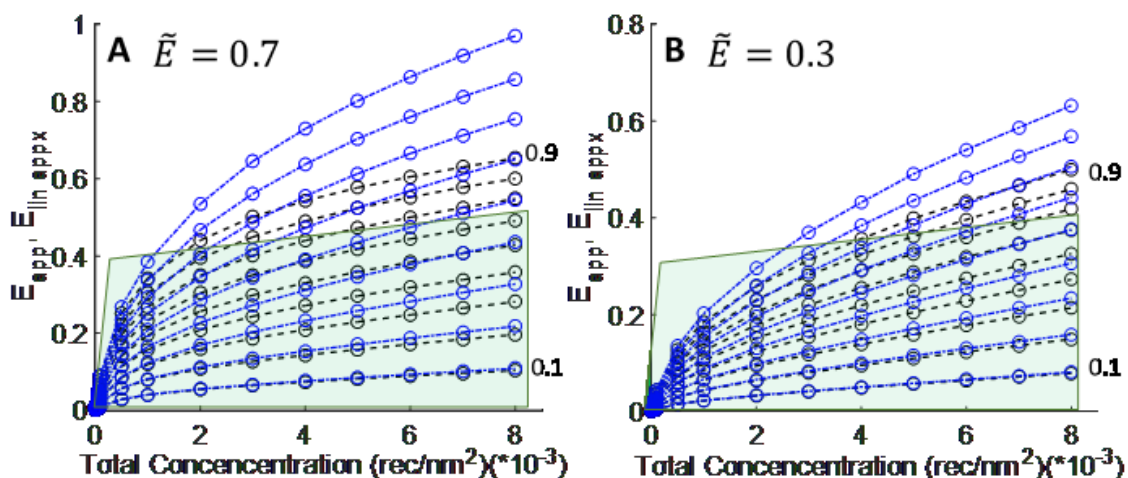 A Ẽ = 0.7
E_app, E_lin appx
1
0.8
0.6
0.4
0.2
0
0.9
0.1
0 2 4 6 8
Total Concencentration (rec/nm²)(*10⁻³)
B Ẽ = 0.3
E_app, E_lin appx
0.8
0.6
0.4
0.2
0
0.9
0.1
0 2 4 6 8
Total Concencentration (rec/nm²)(*10⁻³)